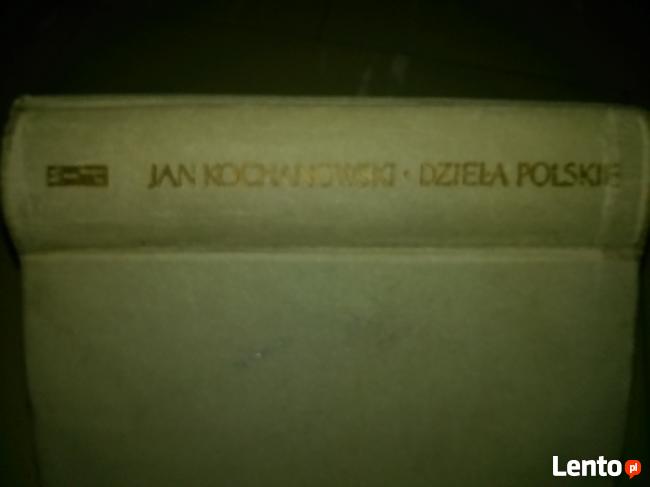 JAN KOCHANOWSKI · DZIEŁA POLSKIE
Lento pl